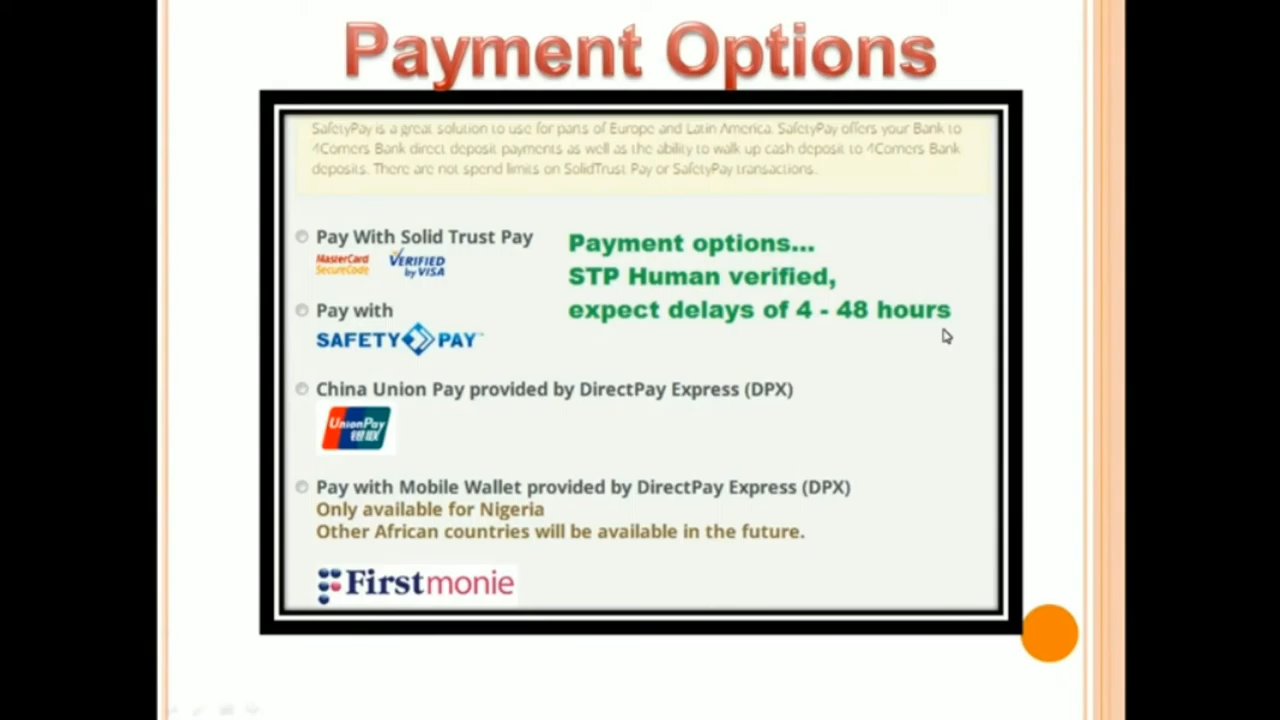 Payment Options
SafetyPay is a great solution to use for parts of Europe and Latin America. SafetyPay offers your Bank to
4Corners Bank direct deposit payments as well as the ability to walk up cash deposit to 4Corners Bank
deposits. There are not spend limits on SolidTrust Pay or SafetyPay transactions.
Pay With Solid Trust Pay
MasterCard VERIFIED
SecureCode by VISA
Payment options...
STP Human verified,
expect delays of 4 - 48 hours
Pay with
SAFETY PAY™
China Union Pay provided by DirectPay Express (DPX)
UnionPay
银联
Pay with Mobile Wallet provided by DirectPay Express (DPX)
Only available for Nigeria
Other African countries will be available in the future.
Firstmonie